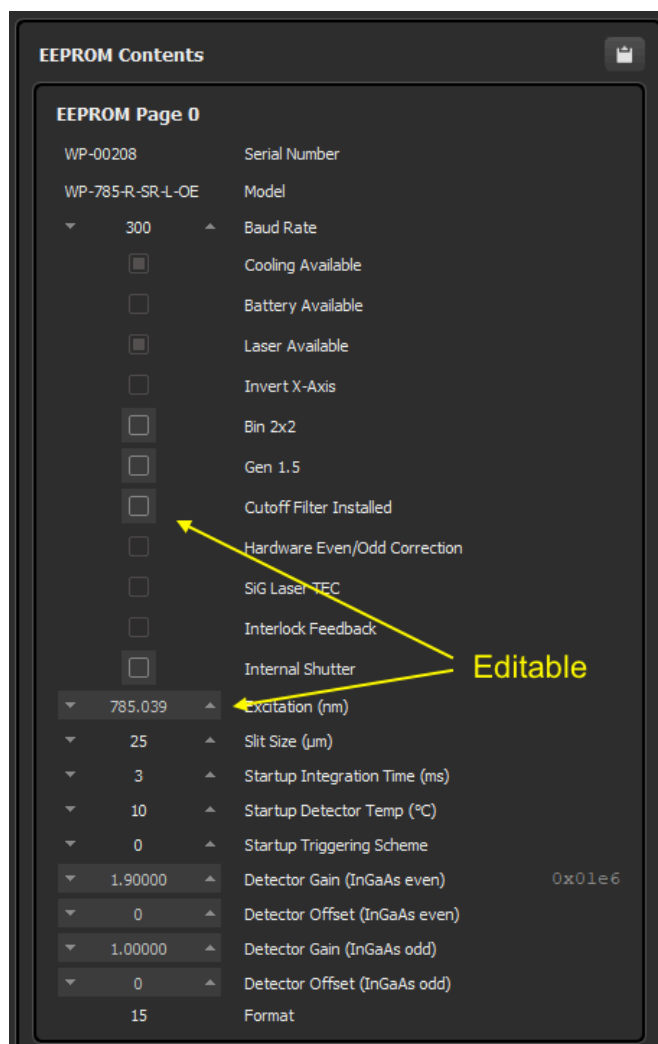 EEPROM Contents
EEPROM Page 0
WP-00208 Serial Number
WP-785-R-SR-L-OE Model
300 Baud Rate
Cooling Available
Battery Available
Laser Available
Invert X-Axis
Bin 2x2
Gen 1.5
Cutoff Filter Installed
Hardware Even/Odd Correction
SiG Laser TEC
Interlock Feedback
Internal Shutter
Editable
785.039 Excitation (nm)
25 Slit Size (µm)
3 Startup Integration Time (ms)
10 Startup Detector Temp (°C)
0 Startup Triggering Scheme
1.90000 Detector Gain (InGaAs even) 0x01e6
0 Detector Offset (InGaAs even)
1.00000 Detector Gain (InGaAs odd)
0 Detector Offset (InGaAs odd)
15 Format